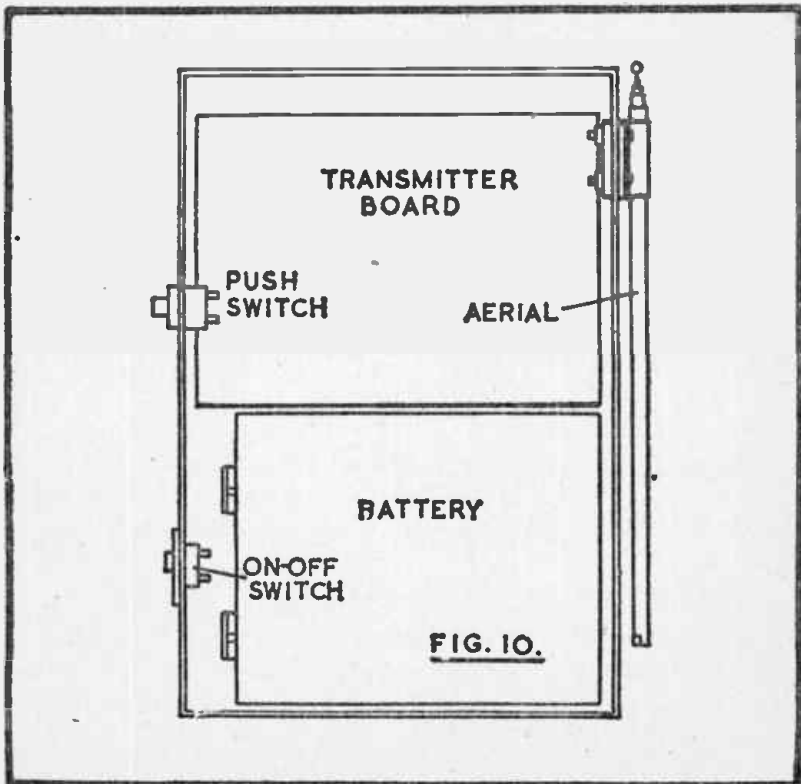 TRANSMITTER
BOARD
PUSH
SWITCH
AERIAL
BATTERY
ON-OFF
SWITCH
FIG. 10.